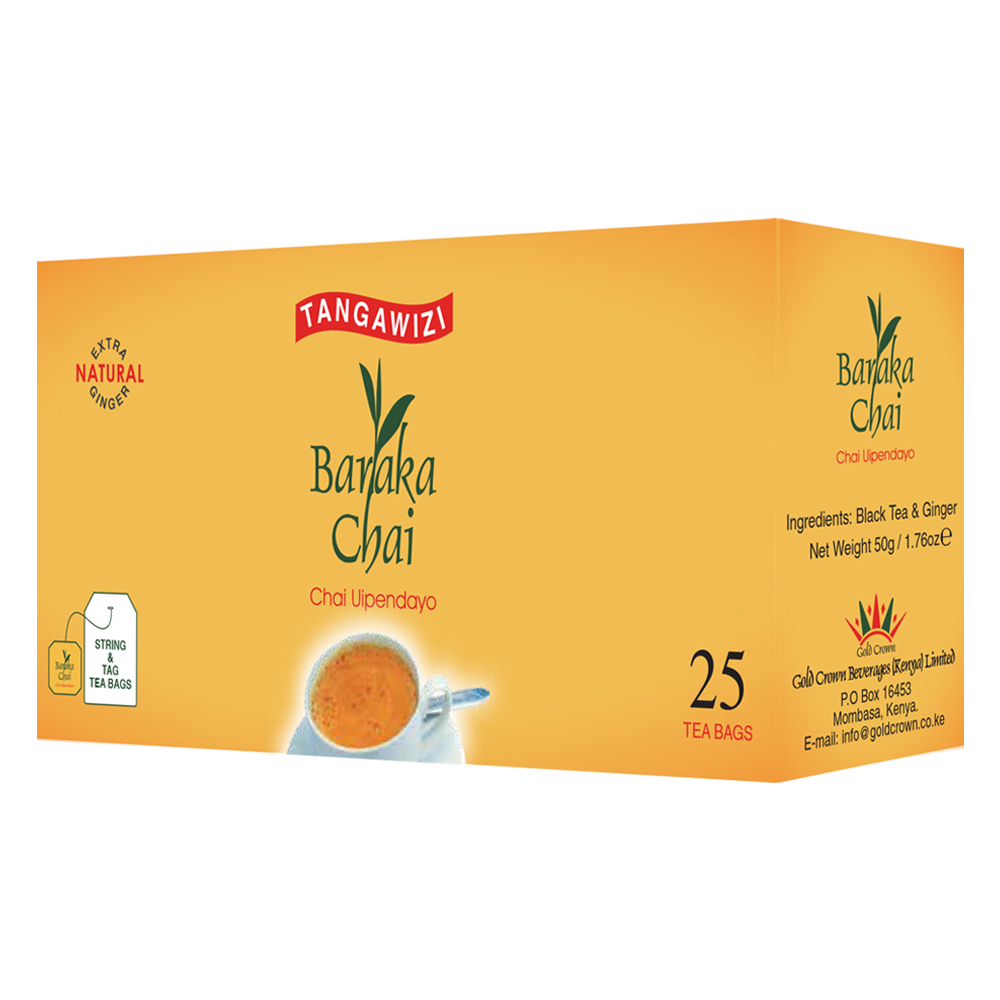 TANGAWIZI
EXTRA
NATURAL
GINGER
Baraka
Chai
Chai Uipendayo
Baraka
Chai
STRING
&
TAG
TEA BAGS
25
TEA BAGS
Baraka
Chai
Chai Uipendayo
Ingredients: Black Tea & Ginger
Net Weight 50g / 1.76oz℮
Gold Crown
Gold Crown Beverages (Kenya) Limited
P.O Box 16453
Mombasa, Kenya.
E-mail: info@goldcrown.co.ke